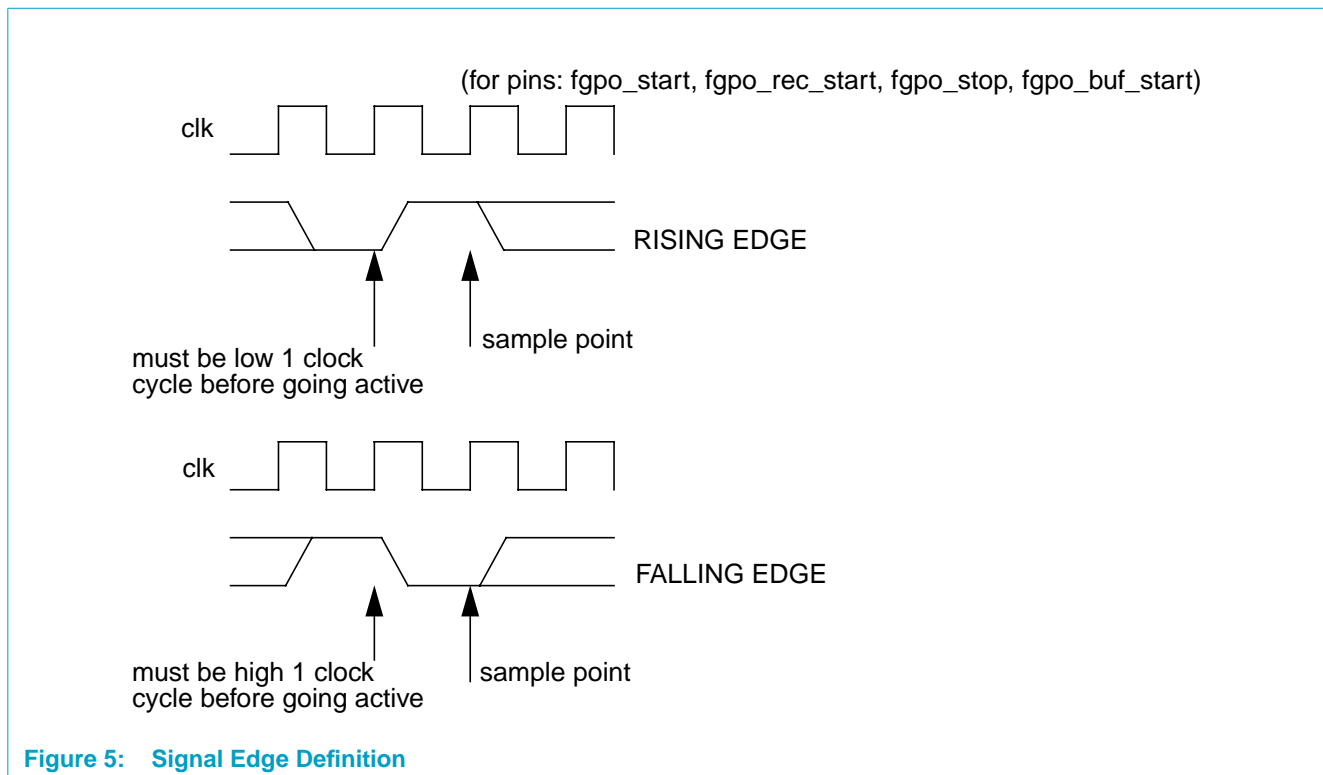 (for pins: fgpo_start, fgpo_rec_start, fgpo_stop, fgpo_buf_start)
clk
RISING EDGE
sample point
must be low 1 clock
cycle before going active
clk
FALLING EDGE
must be high 1 clock
sample point
cycle before going active
Figure 5: Signal Edge Definition